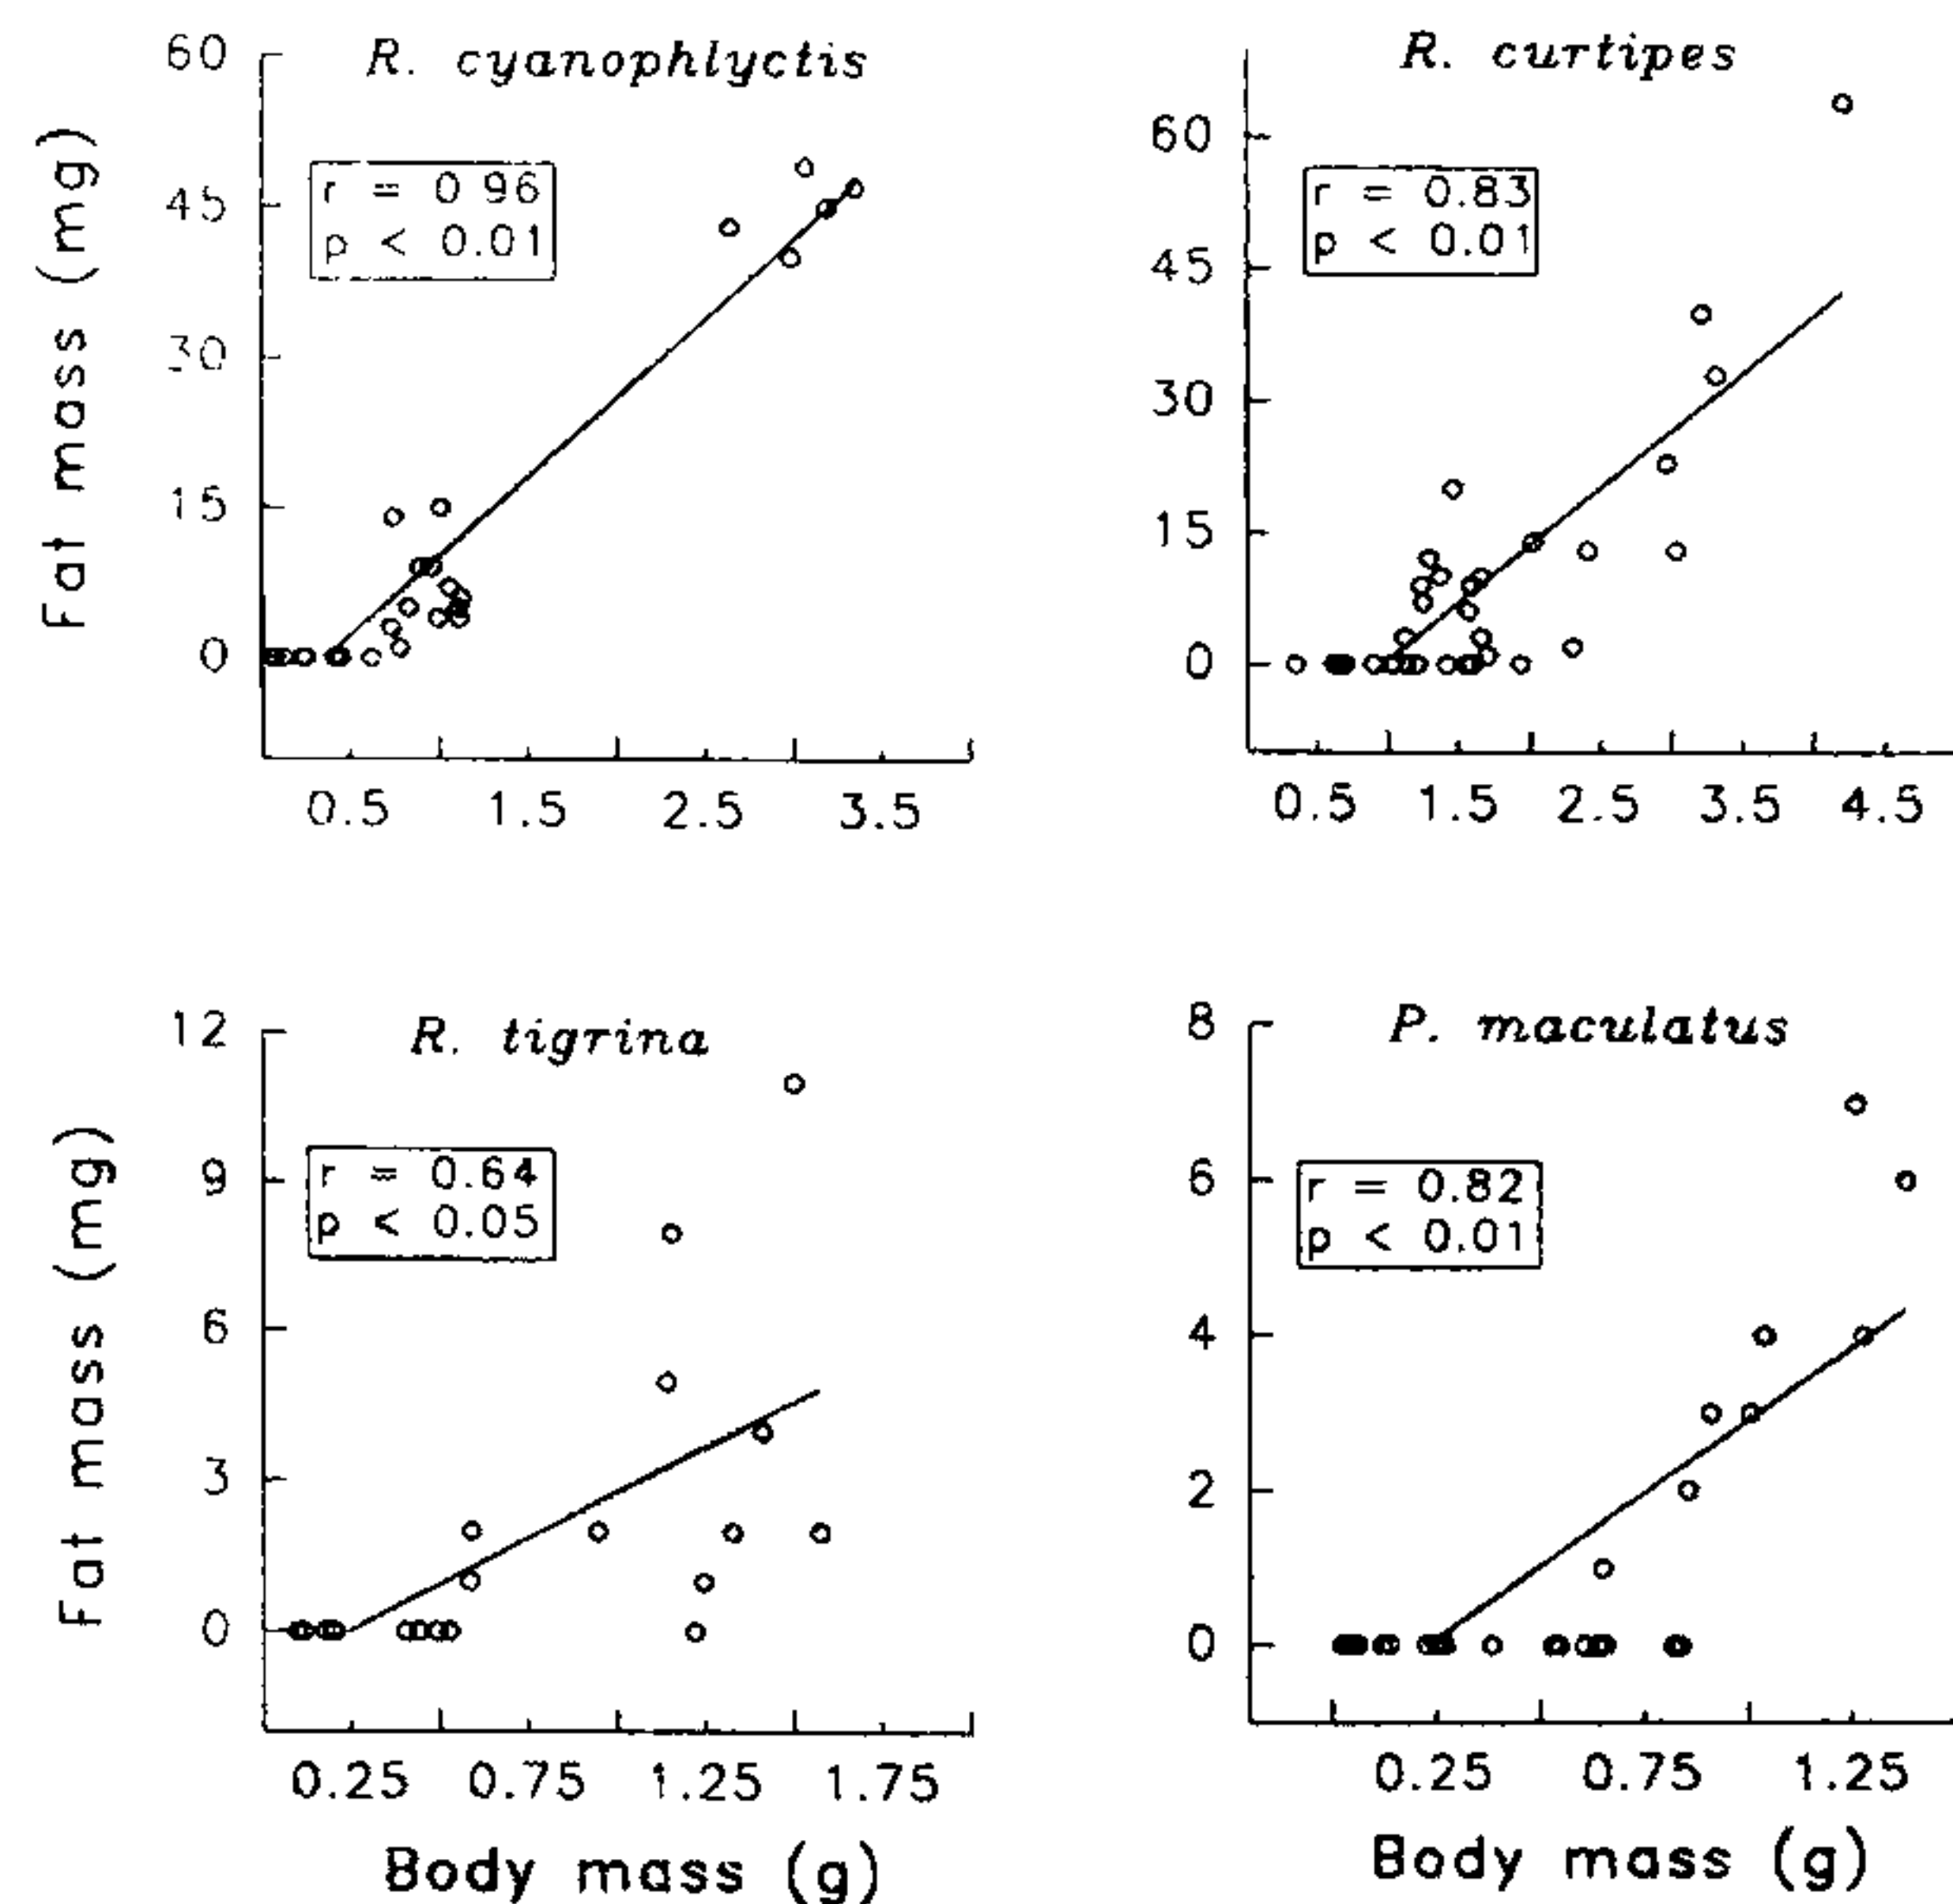 R. cyanophlyctis
60
45
30
15
0
Fat mass (mg)
r = 0 96
p < 0.01
0.5 1.5 2.5 3.5
R. curtipes
60
45
30
15
0
r = 0.83
p < 0.01
0.5 1.5 2.5 3.5 4.5
R. tigrina
12
9
6
3
0
Fat mass (mg)
r = 0.64
p < 0.05
0.25 0.75 1.25 1.75
Body mass (g)
P. maculatus
8
6
4
2
0
r = 0.82
p < 0.01
0.25 0.75 1.25
Body mass (g)